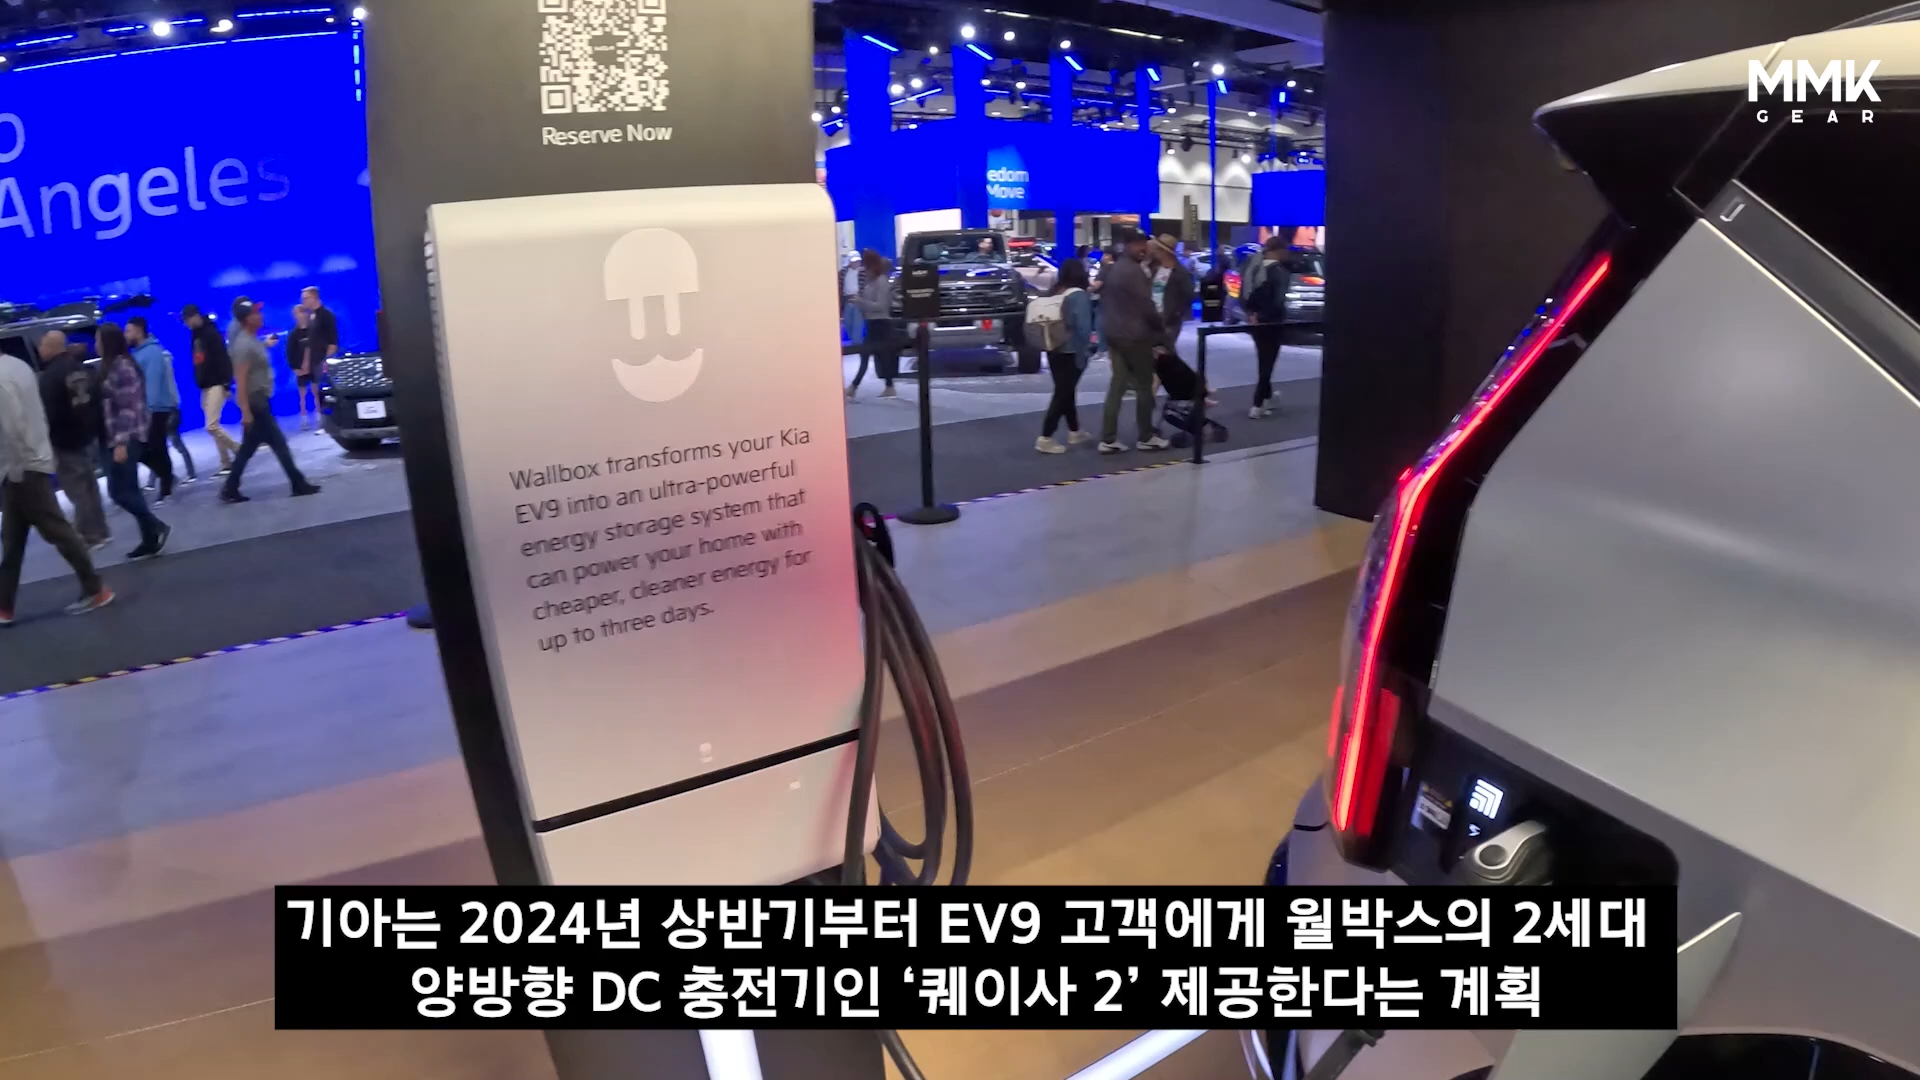 MMK
GEAR
Reserve Now
Angeles
edom
Move
Wallbox transforms your Kia
EV9 into an ultra-powerful
energy storage system that
can power your home with
cheaper, cleaner energy for
up to three days.
기아는 2024년 상반기부터 EV9 고객에게 월박스의 2세대
양방향 DC 충전기인 ‘퀘이사 2’ 제공한다는 계획